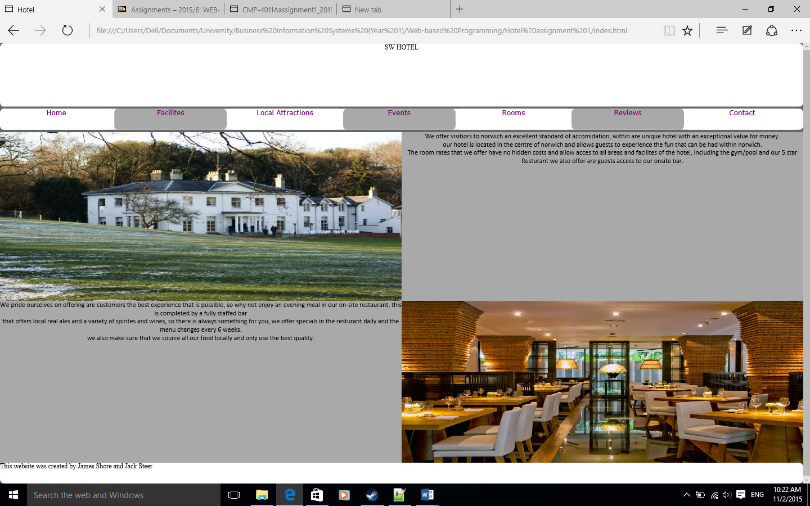 Hotel
Assignments – 2015/6: WEB-
CMP-4011Aassignment1_201
New tab
file:///C:/Users/Dell/Documents/University/Business%20Information%20Systems%20(Year%201)/Web-based%20Programming/Hotel%20assignment%201/index.html
SW HOTEL
Home Facilites Local Attractions Events Rooms Reviews Contact
We offer visitiors to norwich an excellent standard of accomidation, within are unique hotel with an exceptional value for money.
our hotel is located in the centre of norwich and allows guests to experience the fun that can be had within norwich.
The room rates that we offer have no hidden costs and allow acces to all areas and facilites of the hotel, including the gym/pool and our 5 star
Resturant we also offer are guests access to our onsite bar.
We pride ourselves on offering are customers the best experience that is possible, so why not enjoy an evening meal in our on-site restaurant, this
is completed by a fully staffed bar
that offers local real ales and a variety of spirites and wines, so there is always something for you, we offer specials in the resturant daily and the
menu changes every 6 weeks.
we also make sure that we source all our food locally and only use the best quality.
This website was created by James Shore and Jack Steer
Search the web and Windows
ENG
10:22 AM
11/2/2015